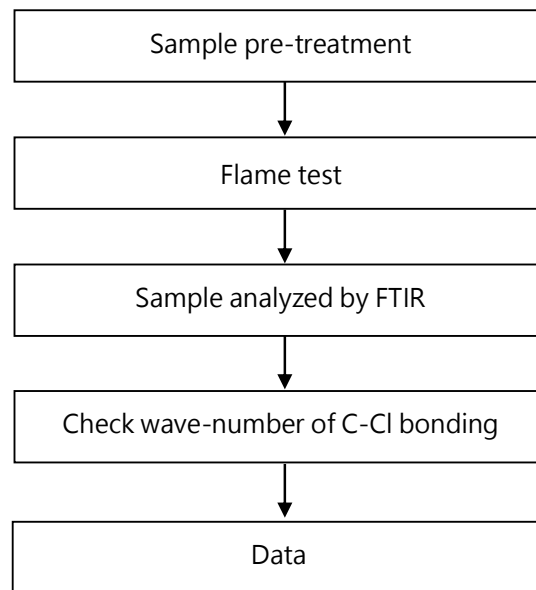 Sample pre-treatment
Flame test
Sample analyzed by FTIR
Check wave-number of C-Cl bonding
Data